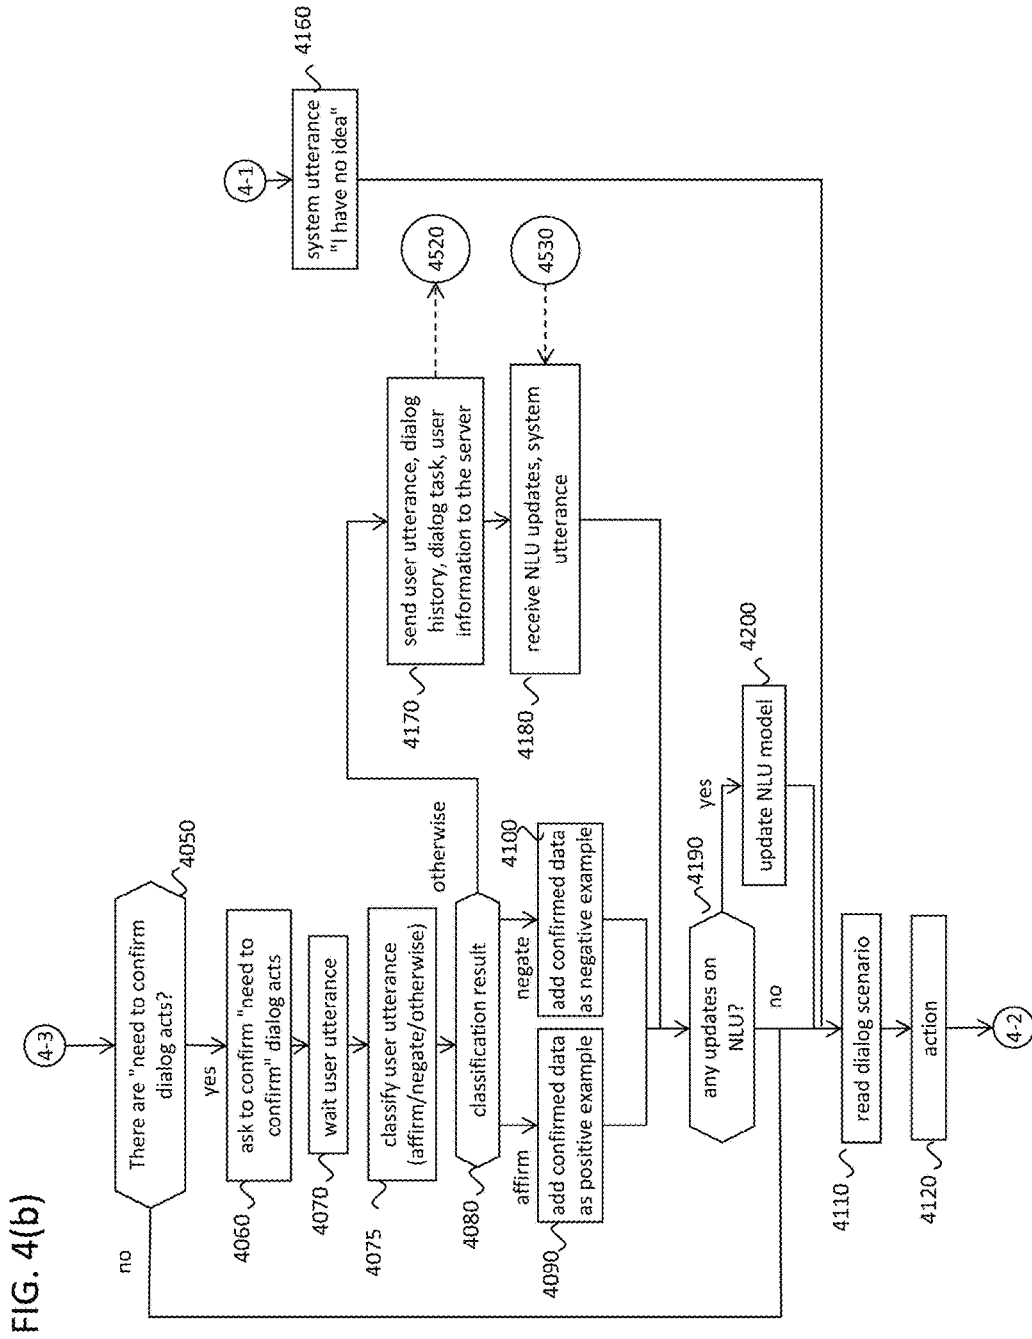 FIG. 4(b)
4-3
There are "need to confirm
dialog acts?
4050
no
yes
ask to confirm "need to
confirm" dialog acts
4060
wait user utterance
4070
classify user utterance
(affirm/negate/otherwise)
4075
classification result
4080
otherwise
affirm
negate
add confirmed data
as positive example
4090
add confirmed data
as negative example
4100
send user utterance, dialog
history, dialog task, user
information to the server
4170
4520
receive NLU updates, system
utterance
4180
4530
4-1
system utterance
"I have no idea"
4160
any updates on
NLU?
4190
yes
no
update NLU model
4200
read dialog scenario
4110
action
4120
4-2